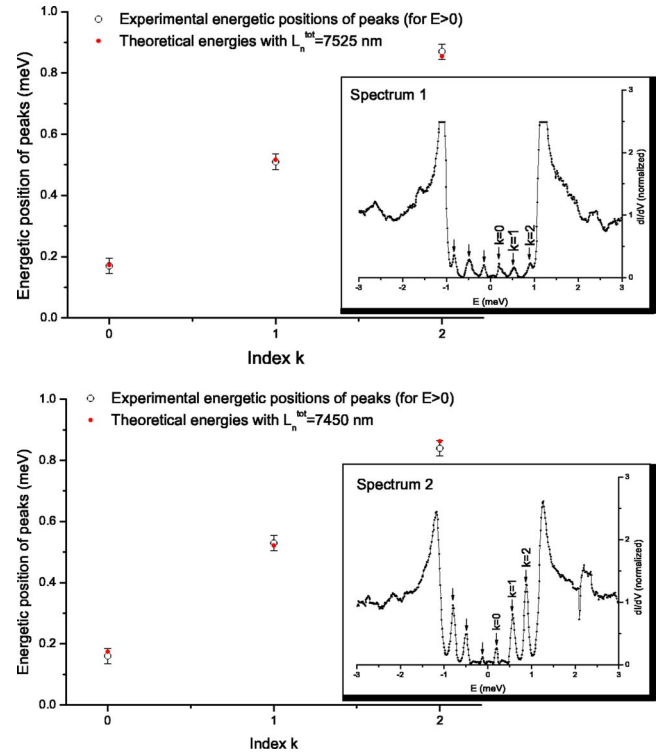 1.0
Experimental energetic positions of peaks (for E>0)
Theoretical energies with L_n^tot=7525 nm
0.8
0.6
0.4
0.2
0.0
Energetic position of peaks (meV)
0
1
2
Index k
Spectrum 1
3
2
1
0
dI/dV (normalized)
k=0
k=1
k=2
-3
-2
-1
0
1
2
3
E (meV)
1.0
Experimental energetic positions of peaks (for E>0)
Theoretical energies with L_n^tot=7450 nm
0.8
0.6
0.4
0.2
0.0
Energetic position of peaks (meV)
0
1
2
Index k
Spectrum 2
3
2
1
0
dI/dV (normalized)
k=0
k=1
k=2
-3
-2
-1
0
1
2
3
E (meV)